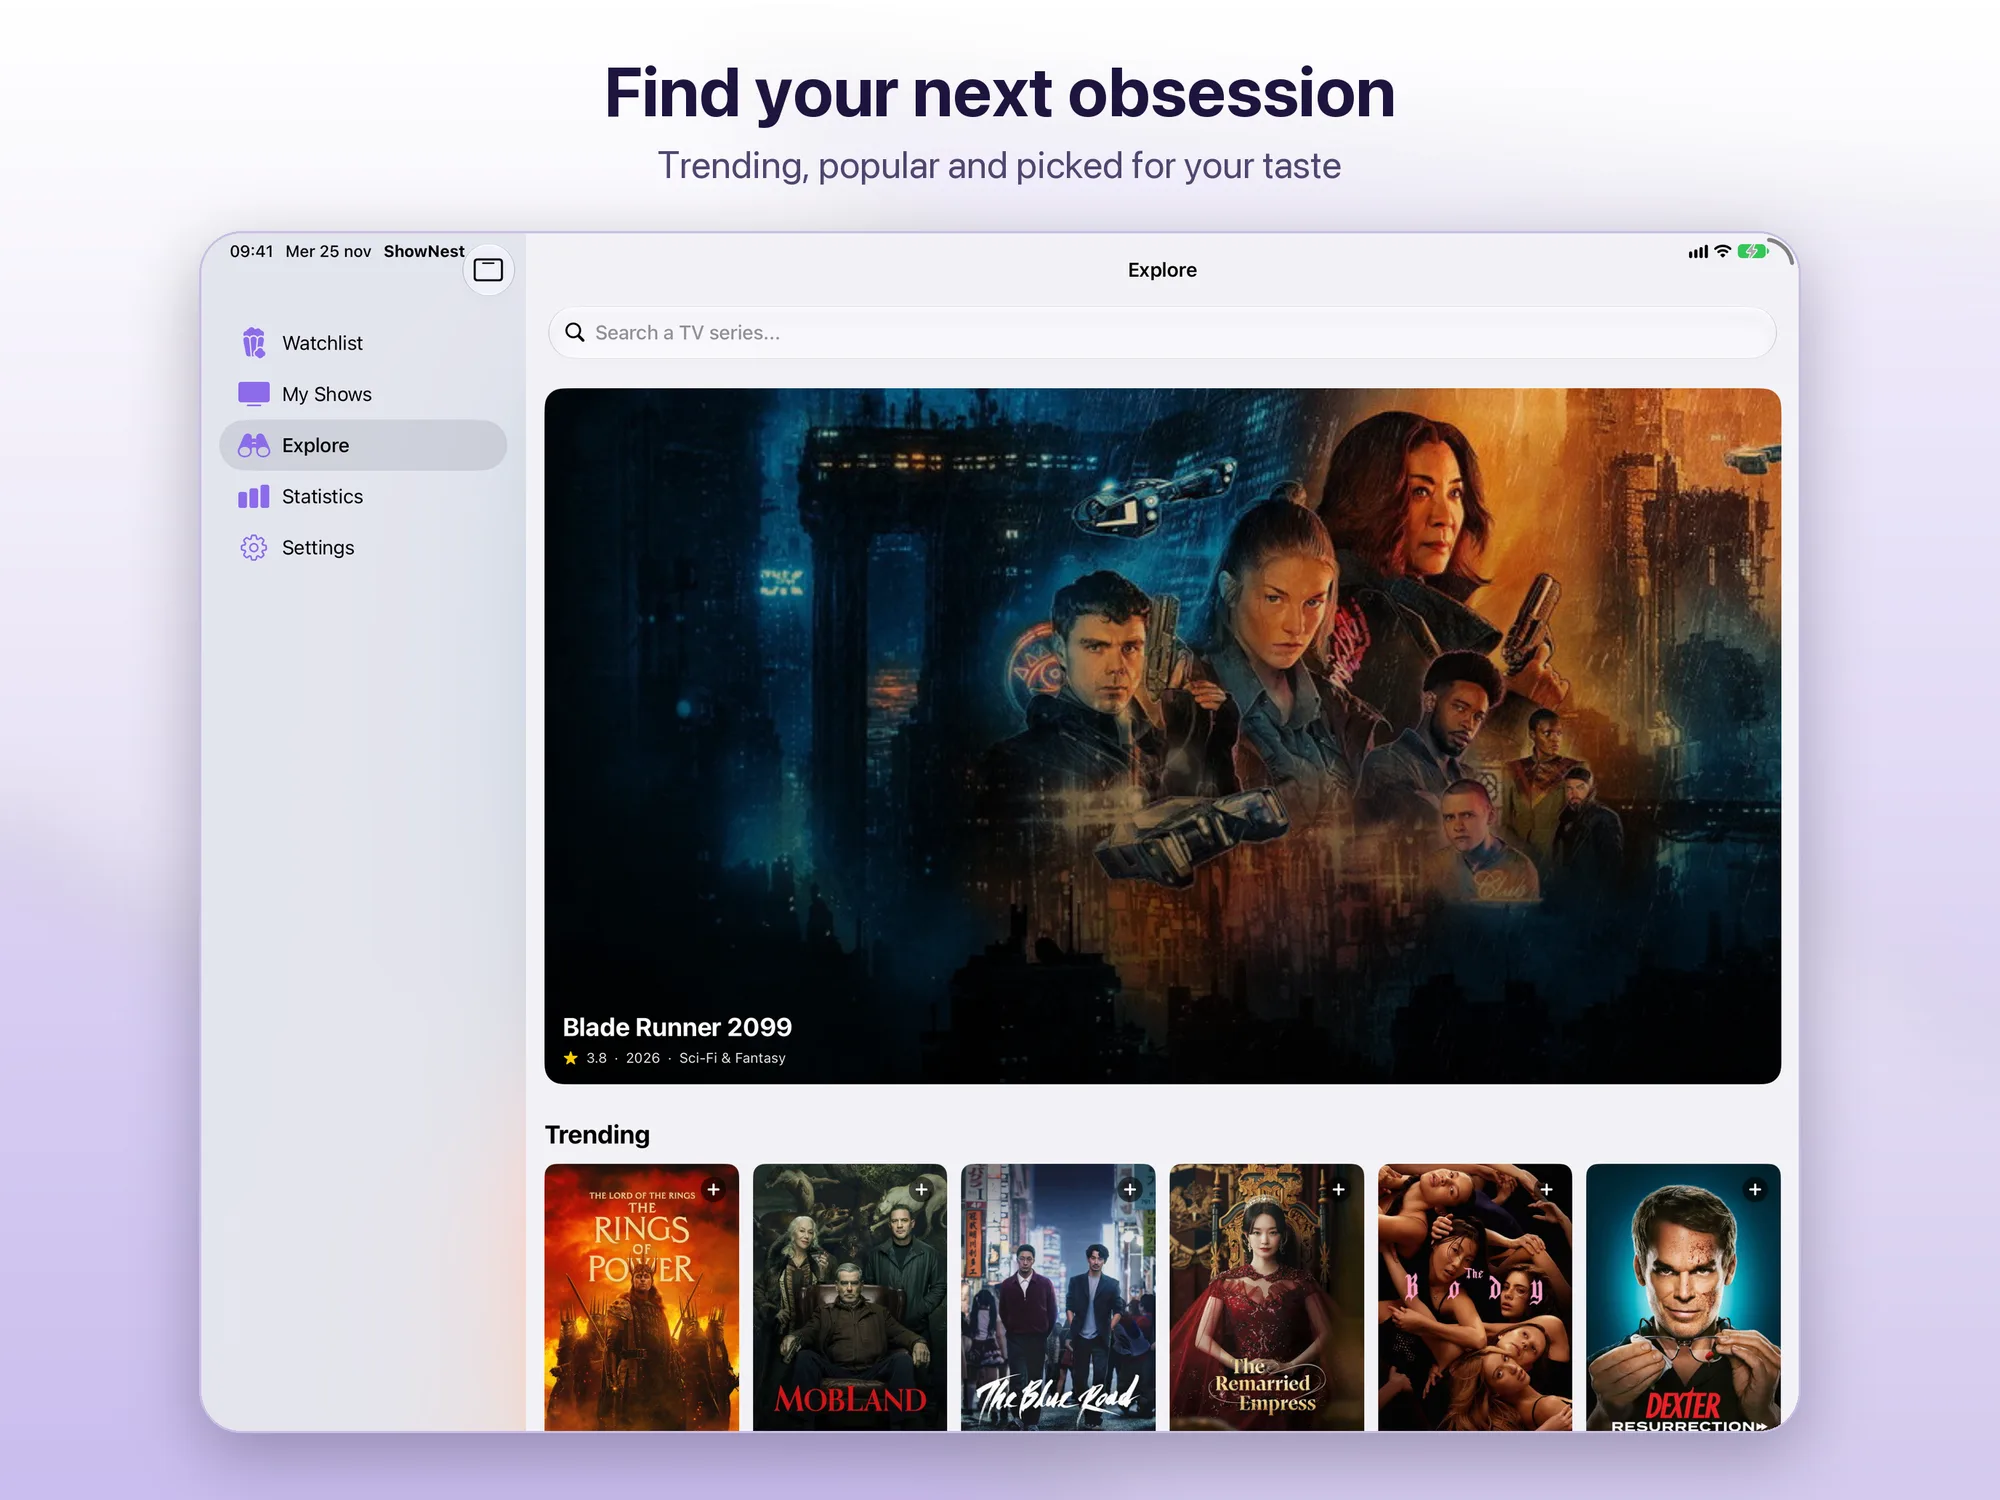 Find your next obsession
Trending, popular and picked for your taste
09:41 Mer 25 nov ShowNest
Explore
Watchlist
My Shows
Explore
Statistics
Settings
Search a TV series...
Blade Runner 2099
3.8 · 2026 · Sci-Fi & Fantasy
Trending
THE LORD OF THE RINGS
THE
RINGS
OF
POWER
MOBLAND
The Blue Road
The
Remarried
Empress
The
Body
DEXTER
RESURRECTION